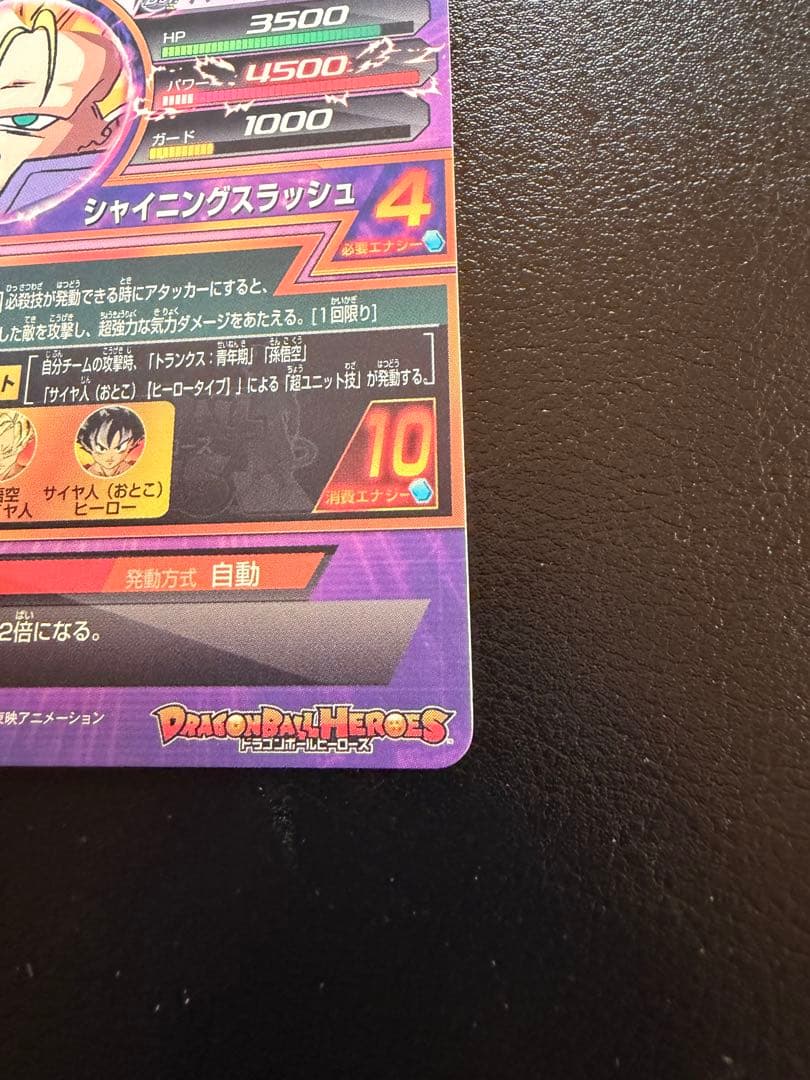 HP 3500
パワー 4500
ガード 1000
シャイニングスラッシュ 4
必要エナジー
必殺技が発動できる時にアタッカーにすると、
した敵を攻撃し、超強力な気力ダメージをあたえる。[1回限り]
自分チームの攻撃時、「トランクス:青年期」「孫悟空」
「サイヤ人(おとこ)【ヒーロータイプ】」による「超ユニット技」が発動する。
ト
10
消費エナジー
悟空
サイヤ人(おとこ)
ヤ人
ヒーロー
発動方式 自動
2倍になる。
東映アニメーション
DRAGONBALL HEROES
ドラゴンボールヒーローズ